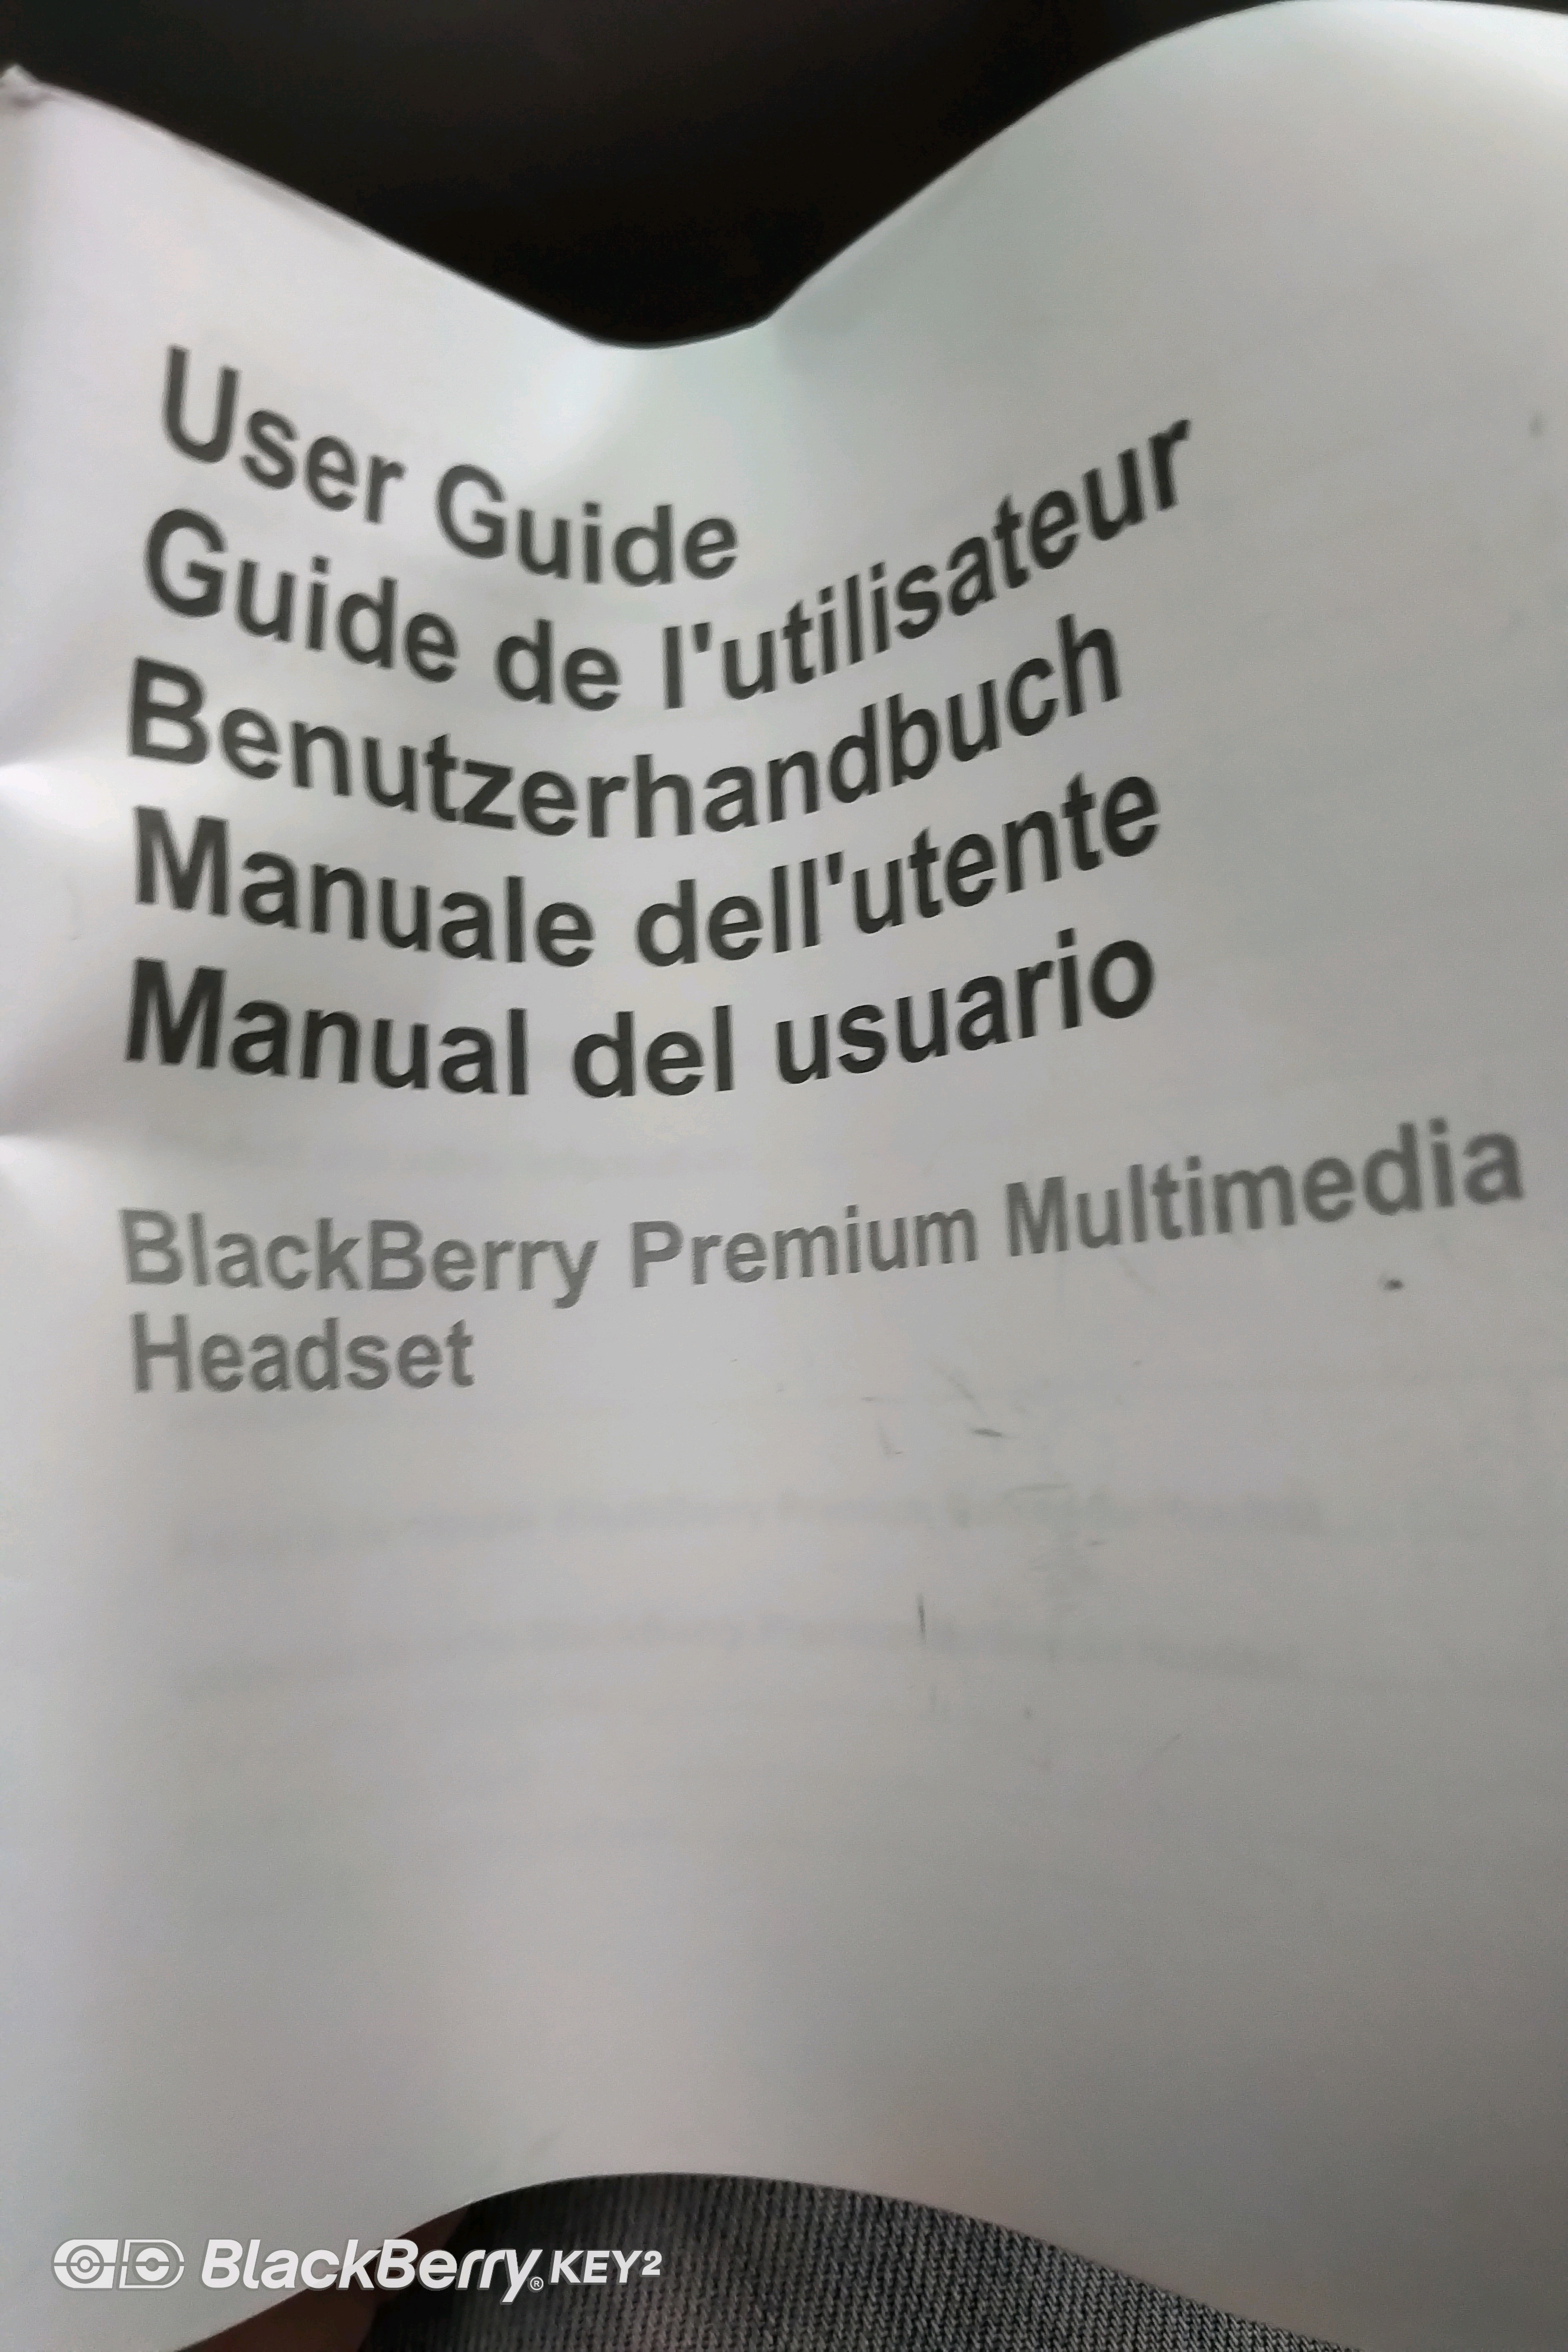 User Guide
Guide de l'utilisateur
Benutzerhandbuch
Manuale dell'utente
Manual del usuario
BlackBerry Premium Multimedia
Headset
BlackBerry® KEY²